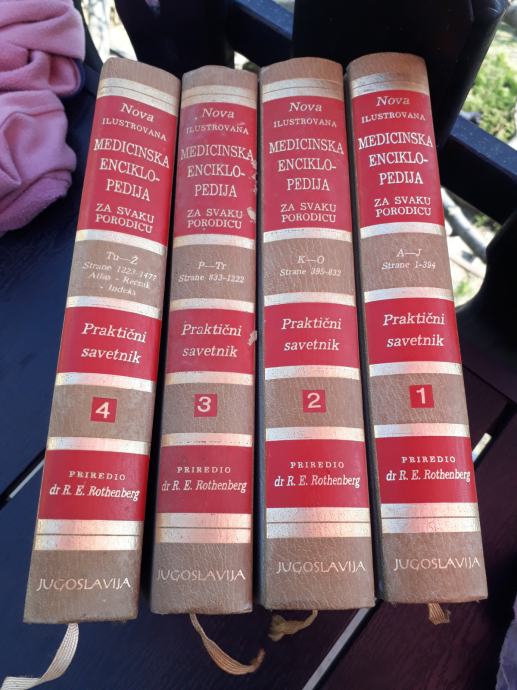 Nova
ILUSTROVANA
MEDICINSKA
ENCIKLO-
PEDIJA
ZA SVAKU
PORODICU
Tu—Ž
Strane 1223-1477
Atlas - Rečnik
- Indeks
Praktični
savetnik
4
PRIREDIO
dr R. E. Rothenberg
JUGOSLAVIJA
Nova
ILUSTROVANA
MEDICINSKA
ENCIKLO-
PEDIJA
ZA SVAKU
PORODICU
P—Tr
Strane 833-1222
Praktični
savetnik
3
PRIREDIO
dr R. E. Rothenberg
JUGOSLAVIJA
Nova
ILUSTROVANA
MEDICINSKA
ENCIKLO-
PEDIJA
ZA SVAKU
PORODICU
K—O
Strane 395-832
Praktični
savetnik
2
PRIREDIO
dr R. E. Rothenberg
JUGOSLAVIJA
Nova
ILUSTROVANA
MEDICINSKA
ENCIKLO-
PEDIJA
ZA SVAKU
PORODICU
A—J
Strane 1-394
Praktični
savetnik
1
PRIREDIO
dr R. E. Rothenberg
JUGOSLAVIJA